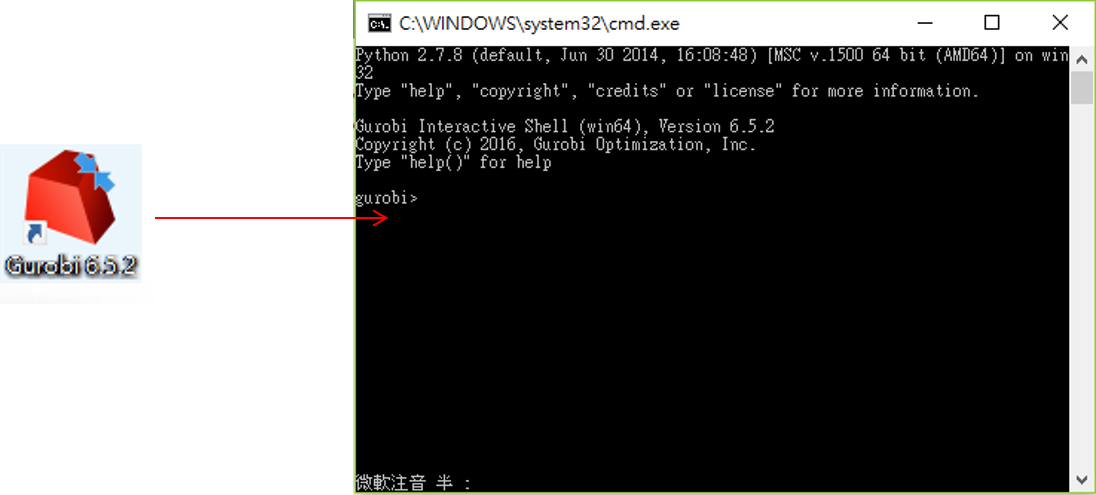 C:\WINDOWS\system32\cmd.exe
Python 2.7.8 (default, Jun 30 2014, 16:08:48) [MSC v.1500 64 bit (AMD64)] on win
32
Type "help", "copyright", "credits" or "license" for more information.
Gurobi Interactive Shell (win64), Version 6.5.2
Copyright (c) 2016, Gurobi Optimization, Inc.
Type "help()" for help
gurobi>
Gurobi 6.5.2
微軟注音 半 :